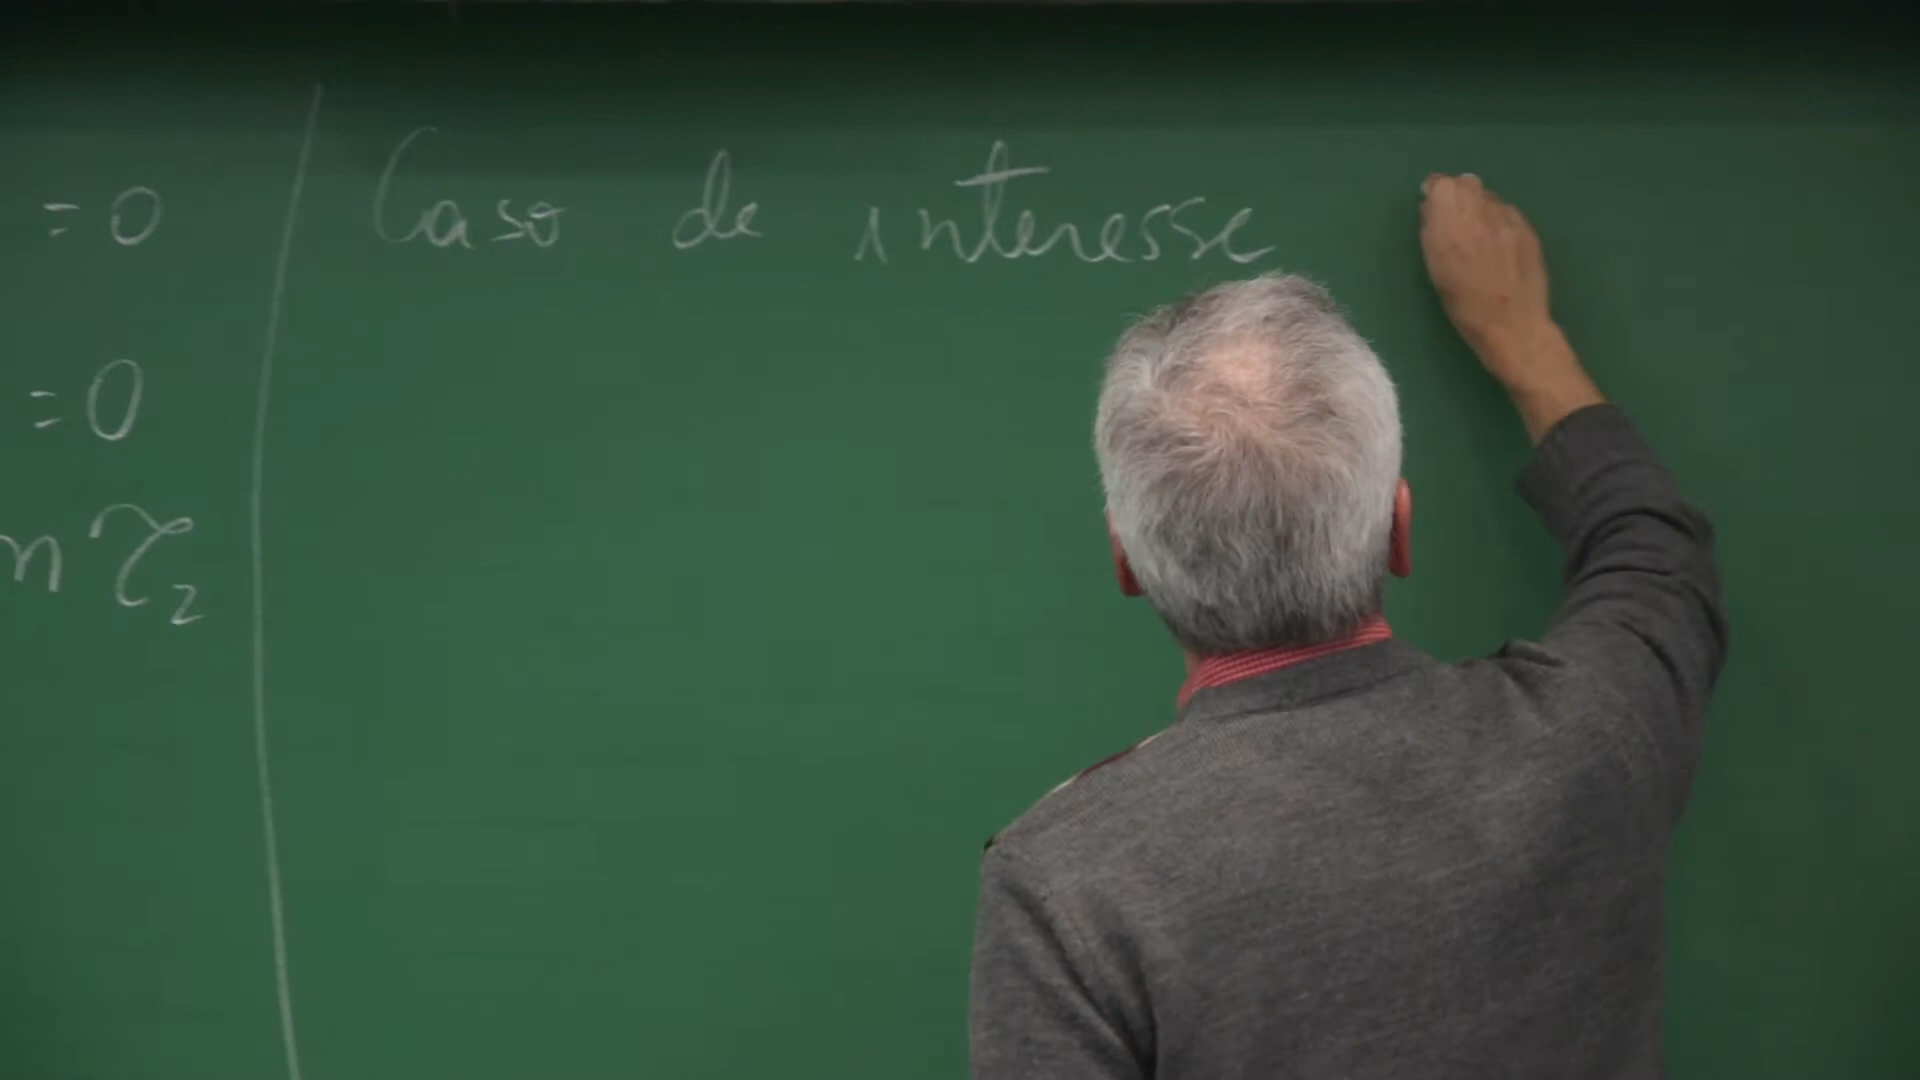 =0
Caso de interesse
=0
n τ₂